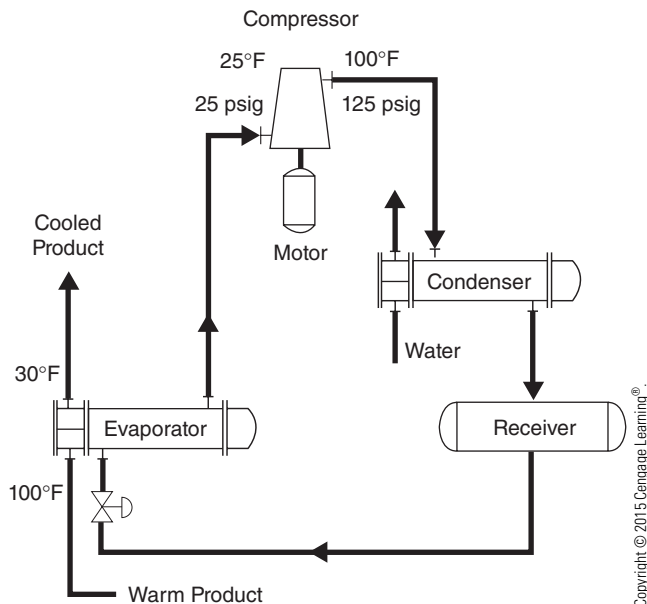 Compressor
25°F
100°F
25 psig
125 psig
Motor
Cooled
Product
Condenser
Water
30°F
Evaporator
Receiver
100°F
Warm Product
Copyright © 2015 Cengage Learning®.